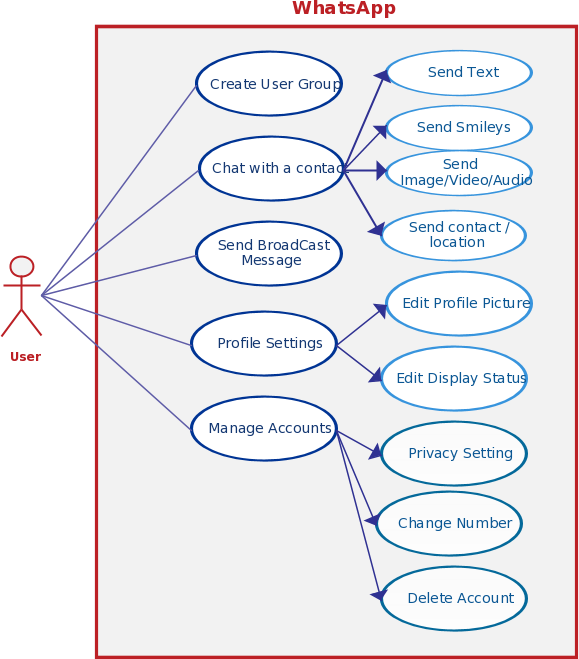 WhatsApp
Create User Group
Chat with a contac
Send BroadCast
Message
Profile Settings
Manage Accounts
Send Text
Send Smileys
Send
Image/Video/Audio
Send contact /
location
Edit Profile Picture
Edit Display Status
Privacy Setting
Change Number
Delete Account
User